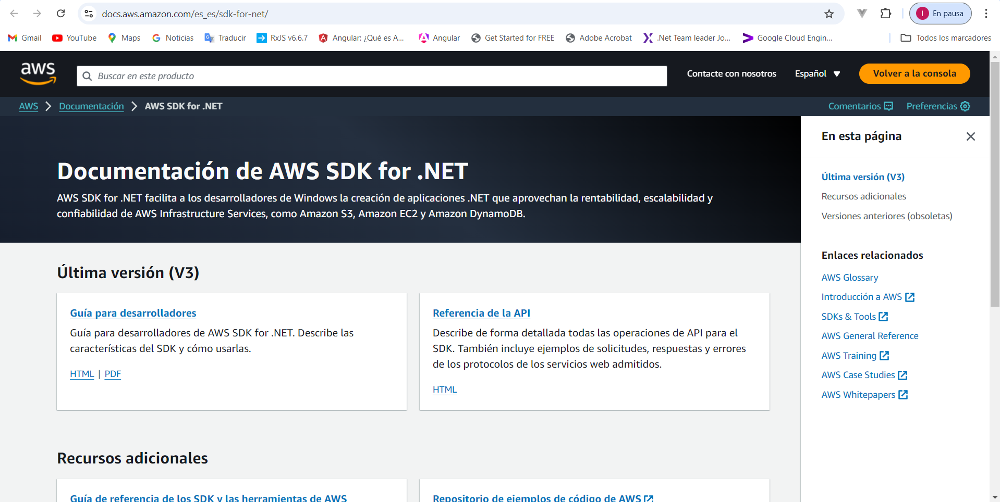 docs.aws.amazon.com/es_es/sdk-for-net/
En pausa
Gmail YouTube Maps Noticias Traducir RxJS v6.6.7 Angular: ¿Qué es A... Angular Get Started for FREE Adobe Acrobat .Net Team leader Jo... Google Cloud Engin... Todos los marcadores
aws
Buscar en este producto
Contacte con nosotros
Español
Volver a la consola
AWS Documentación AWS SDK for .NET
Comentarios Preferencias
Documentación de AWS SDK for .NET
AWS SDK for .NET facilita a los desarrolladores de Windows la creación de aplicaciones .NET que aprovechan la rentabilidad, escalabilidad y
confiabilidad de AWS Infrastructure Services, como Amazon S3, Amazon EC2 y Amazon DynamoDB.
Última versión (V3)
Guía para desarrolladores
Guía para desarrolladores de AWS SDK for .NET. Describe las
características del SDK y cómo usarlas.
HTML | PDF
Referencia de la API
Describe de forma detallada todas las operaciones de API para el
SDK. También incluye ejemplos de solicitudes, respuestas y errores
de los protocolos de los servicios web admitidos.
HTML
Recursos adicionales
Guía de referencia de los SDK y las herramientas de AWS
Repositorio de ejemplos de código de AWS
En esta página
Última versión (V3)
Recursos adicionales
Versiones anteriores (obsoletas)
Enlaces relacionados
AWS Glossary
Introducción a AWS
SDKs & Tools
AWS General Reference
AWS Training
AWS Case Studies
AWS Whitepapers